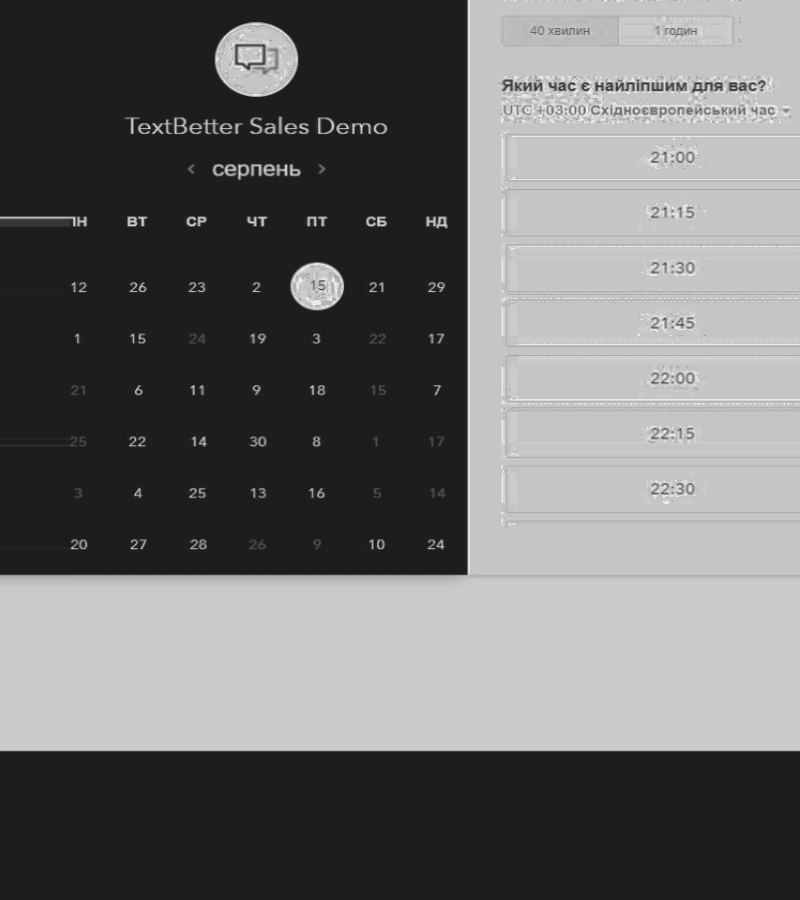 TextBetter Sales Demo
‹ серпень ›
ПН ВТ СР ЧТ ПТ СБ НД
12 26 23 2 15 21 29
1 15 24 19 3 22 17
21 6 11 9 18 15 7
25 22 14 30 8 1 17
3 4 25 13 16 5 14
20 27 28 26 9 10 24
40 хвилин 1 годин
Який час є найліпшим для вас?
UTC +03:00 Східноєвропейський час
21:00
21:15
21:30
21:45
22:00
22:15
22:30